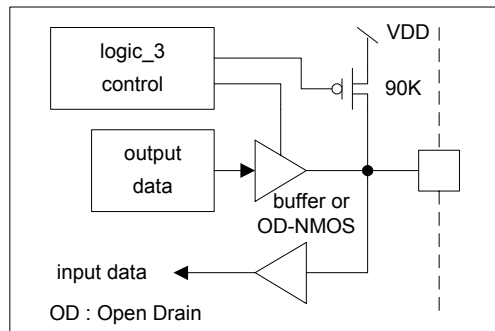 VDD
logic_3
control
90K
output
data
buffer or
OD-NMOS
input data
OD : Open Drain